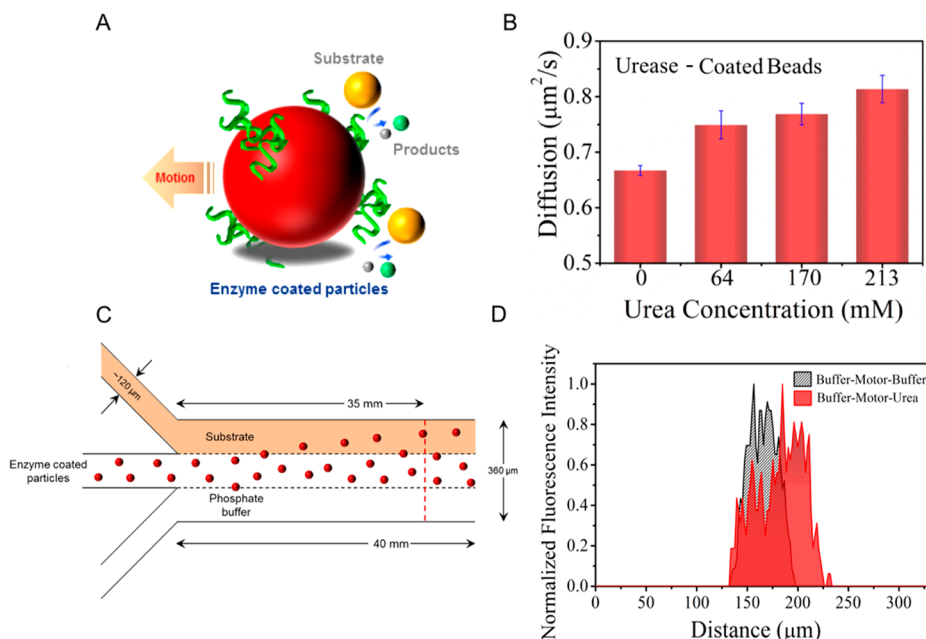 A
Substrate
Products
Motion
Enzyme coated particles
B
Urease - Coated Beads
Diffusion (μm²/s)
0.9
0.8
0.7
0.6
0.5
0
64
170
213
Urea Concentration (mM)
C
~120 μm
35 mm
Substrate
Enzyme coated
particles
360 μm
Phosphate
buffer
40 mm
D
Normalized Fluorescence Intensity
Buffer-Motor-Buffer
Buffer-Motor-Urea
1.0
0.8
0.6
0.4
0.2
0.0
0
50
100
150
200
250
300
Distance (μm)